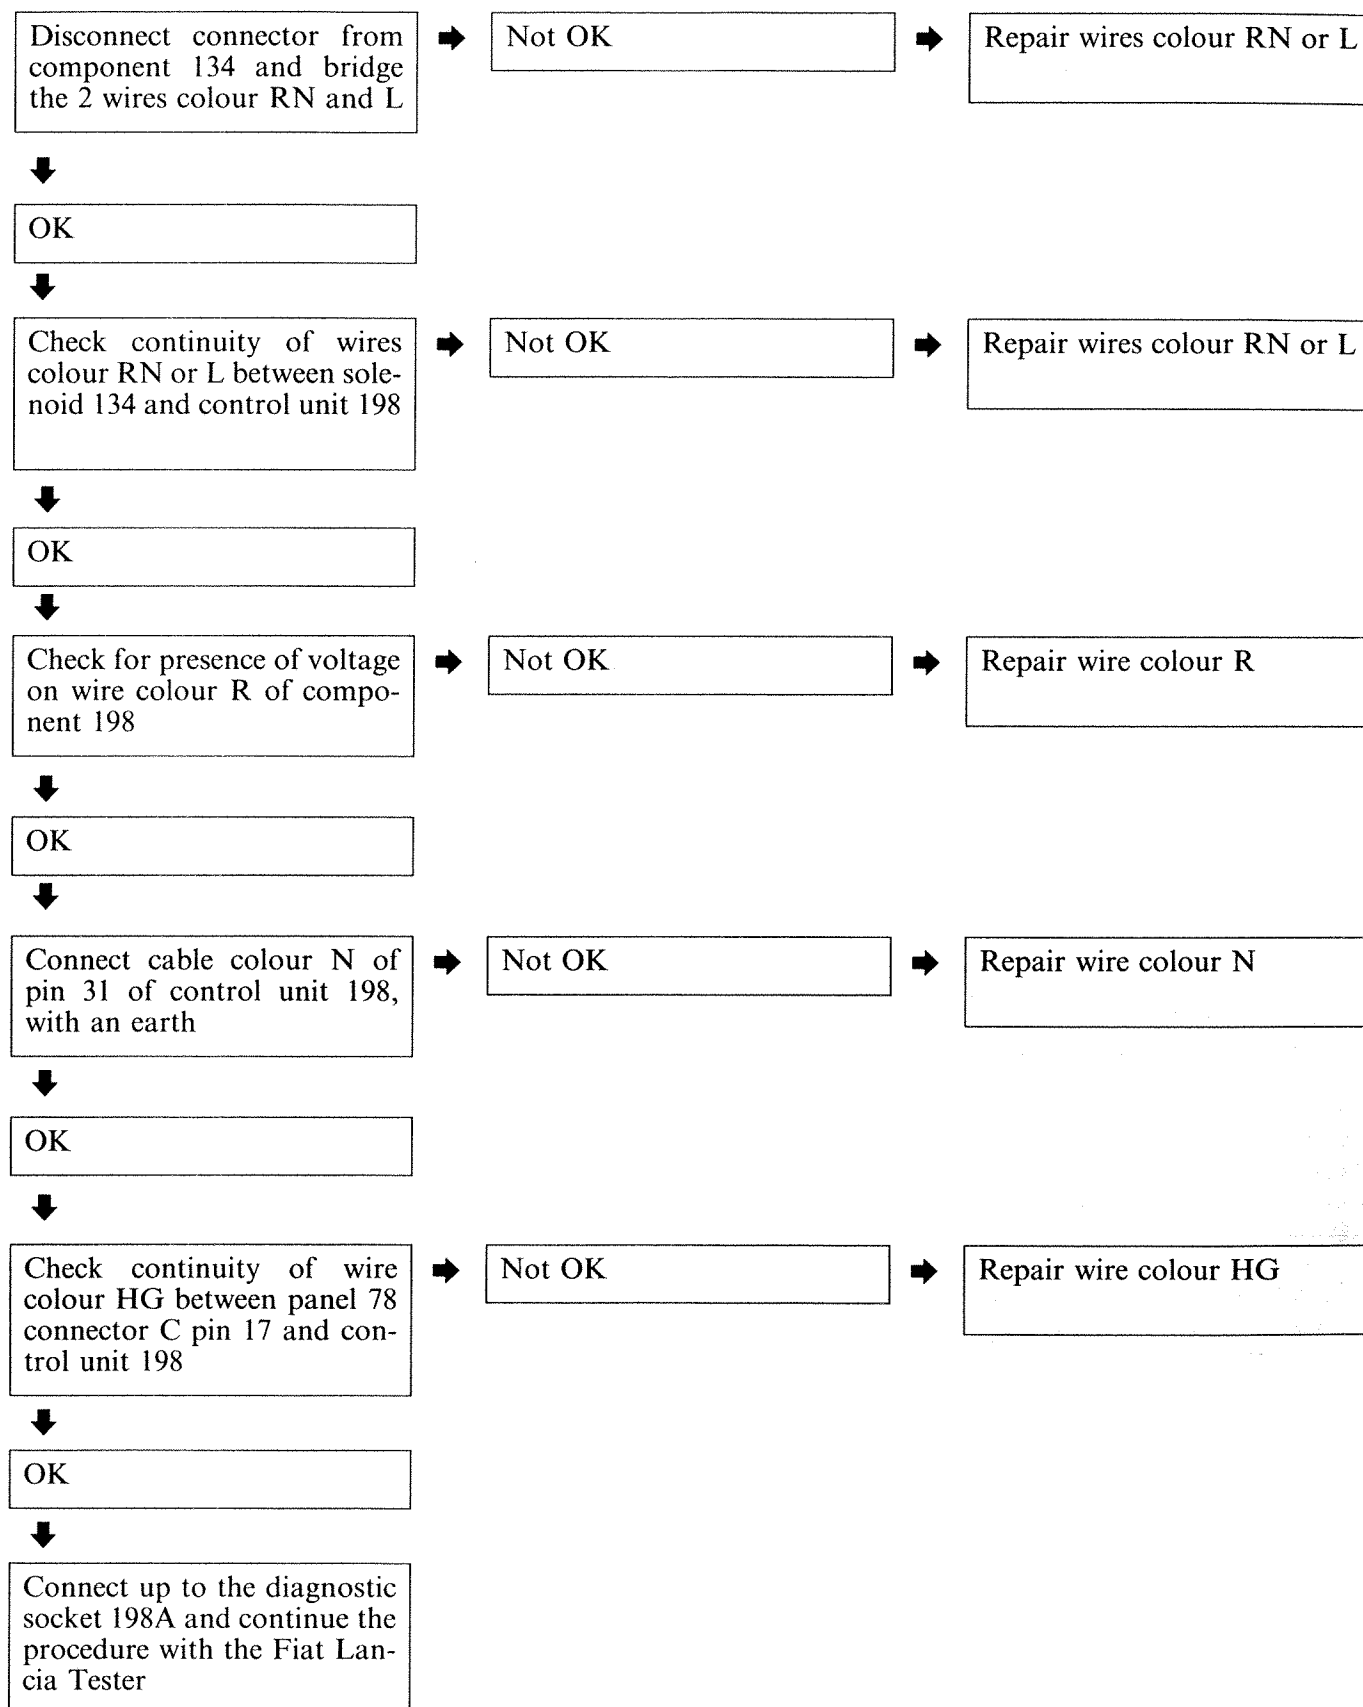 Disconnect connector from
component 134 and bridge
the 2 wires colour RN and L
Not OK
Repair wires colour RN or L
OK
Check continuity of wires
colour RN or L between sole-
noid 134 and control unit 198
Not OK
Repair wires colour RN or L
OK
Check for presence of voltage
on wire colour R of compo-
nent 198
Not OK
Repair wire colour R
OK
Connect cable colour N of
pin 31 of control unit 198,
with an earth
Not OK
Repair wire colour N
OK
Check continuity of wire
colour HG between panel 78
connector C pin 17 and con-
trol unit 198
Not OK
Repair wire colour HG
OK
Connect up to the diagnostic
socket 198A and continue the
procedure with the Fiat Lan-
cia Tester